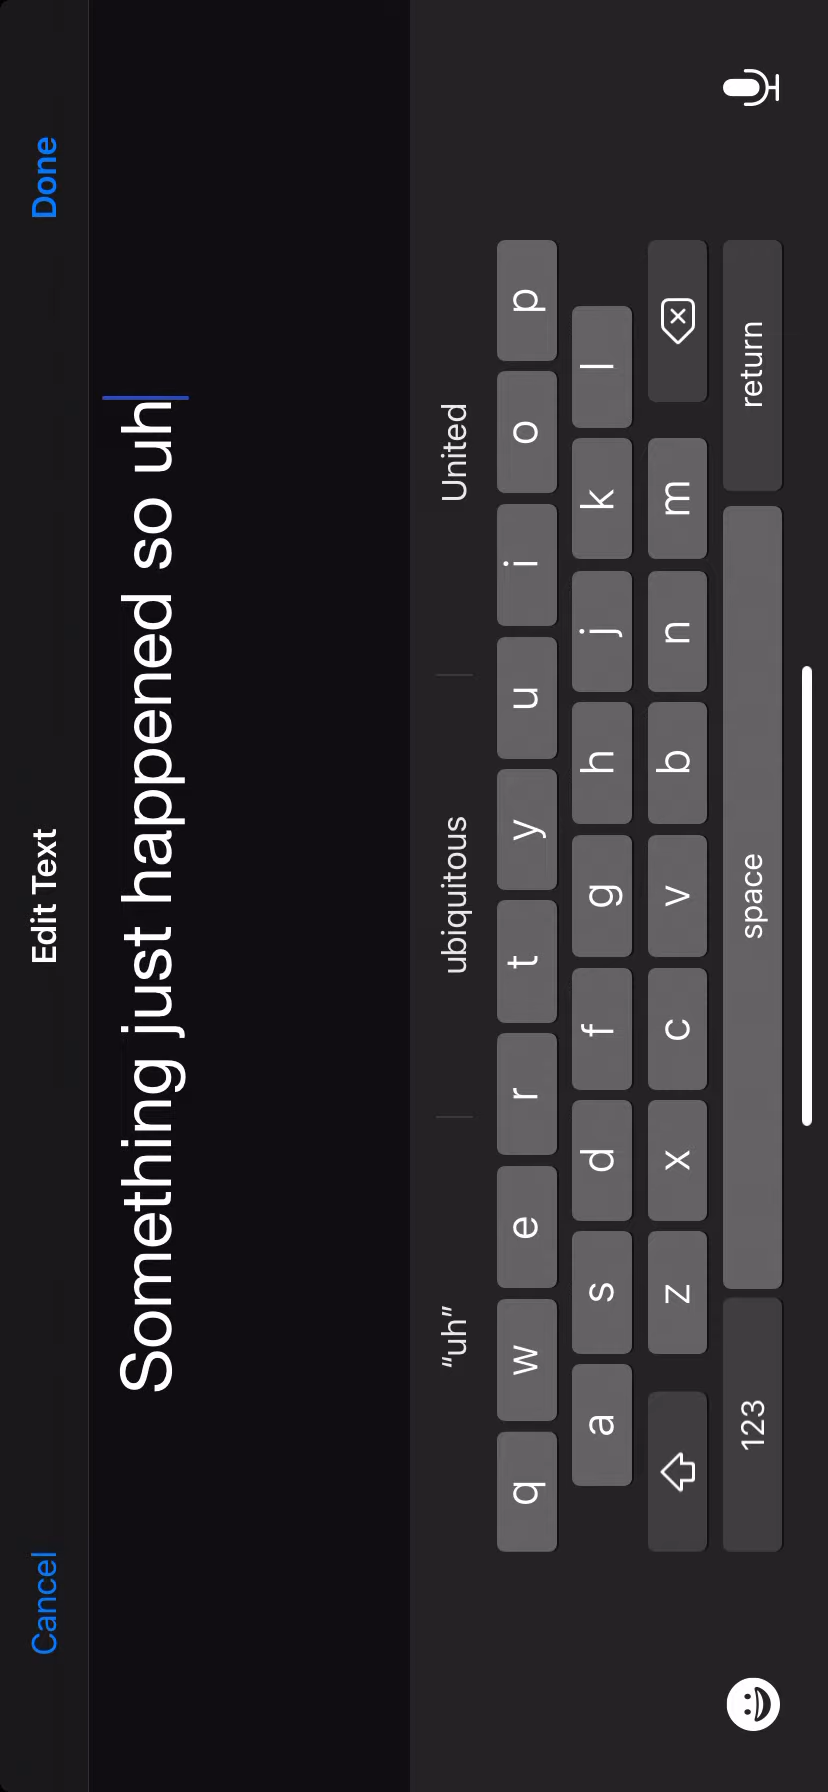 Cancel Edit Text Done
Something just happened so uh
“uh” ubiquitous United
q w e r t y u i o p
a s d f g h j k l
z x c v b n m
123 space return